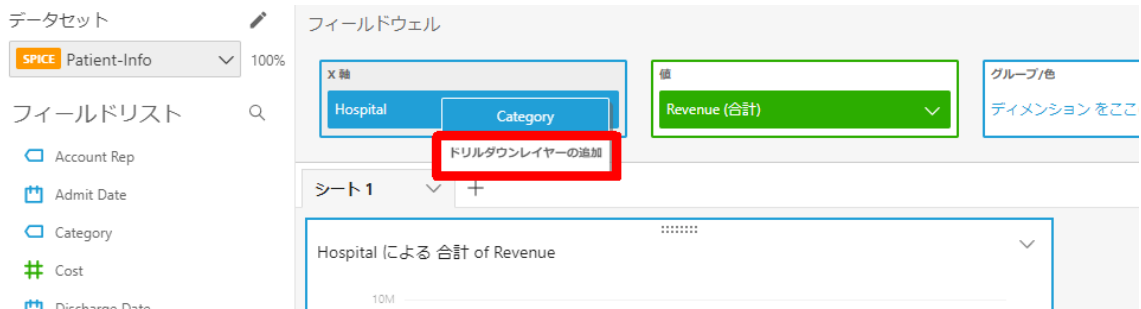 データセット
フィールドウェル
SPICE Patient-Info
100%
X 軸
値
グループ/色
Hospital
Category
Revenue (合計)
ディメンション をここ
ドリルダウンレイヤーの追加
フィールドリスト
Account Rep
シート 1
Admit Date
Category
Hospital による 合計 of Revenue
Cost
10M
Discharge Date